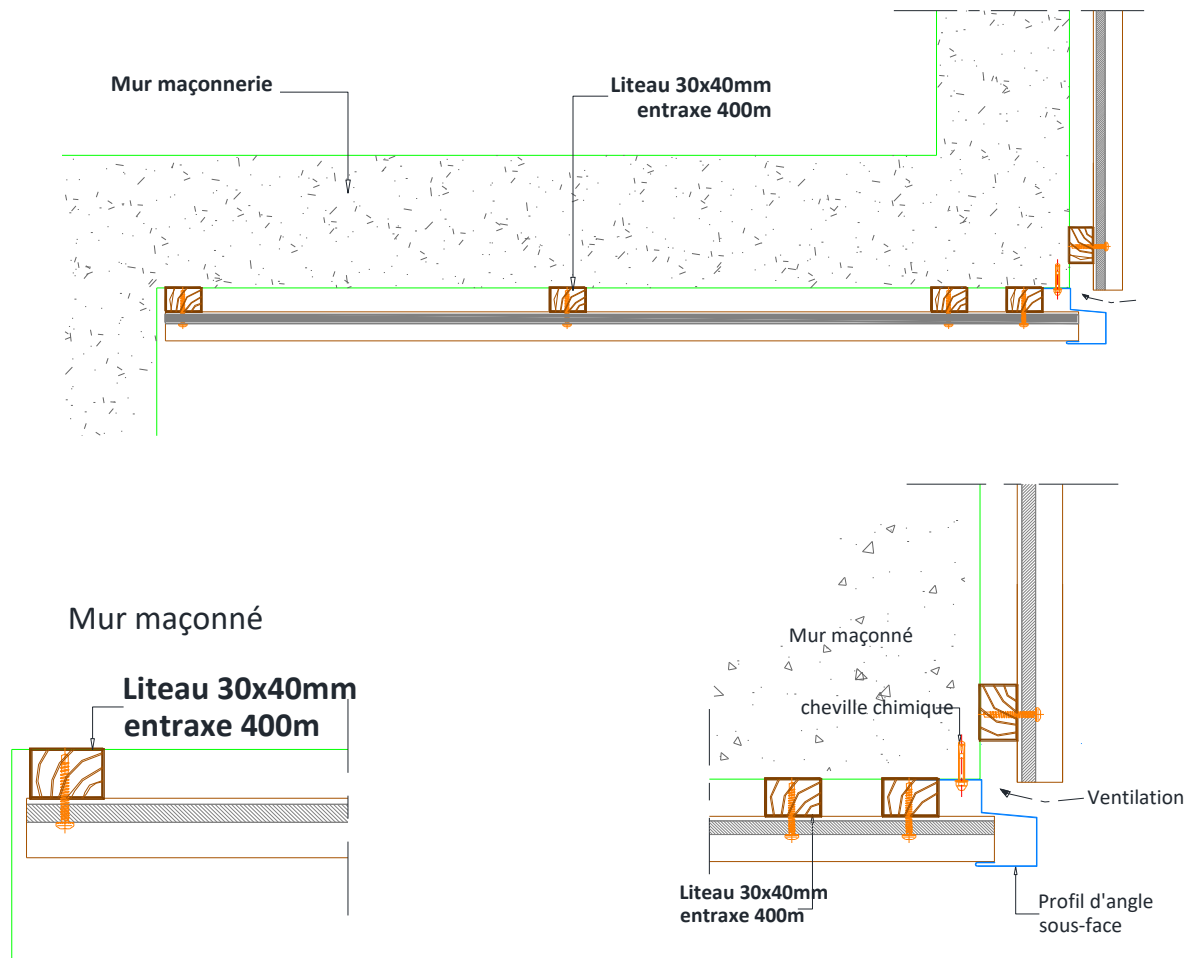 Mur maçonnerie
Liteau 30x40mm
entraxe 400m
Mur maçonné
Liteau 30x40mm
entraxe 400m
Mur maçonné
cheville chimique
Ventilation
Liteau 30x40mm
entraxe 400m
Profil d'angle
sous-face